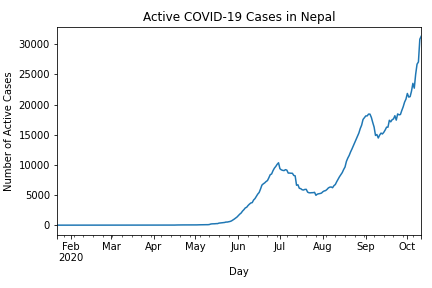 Active COVID-19 Cases in Nepal
Number of Active Cases
30000
25000
20000
15000
10000
5000
0
Feb Mar Apr May Jun Jul Aug Sep Oct
2020
Day